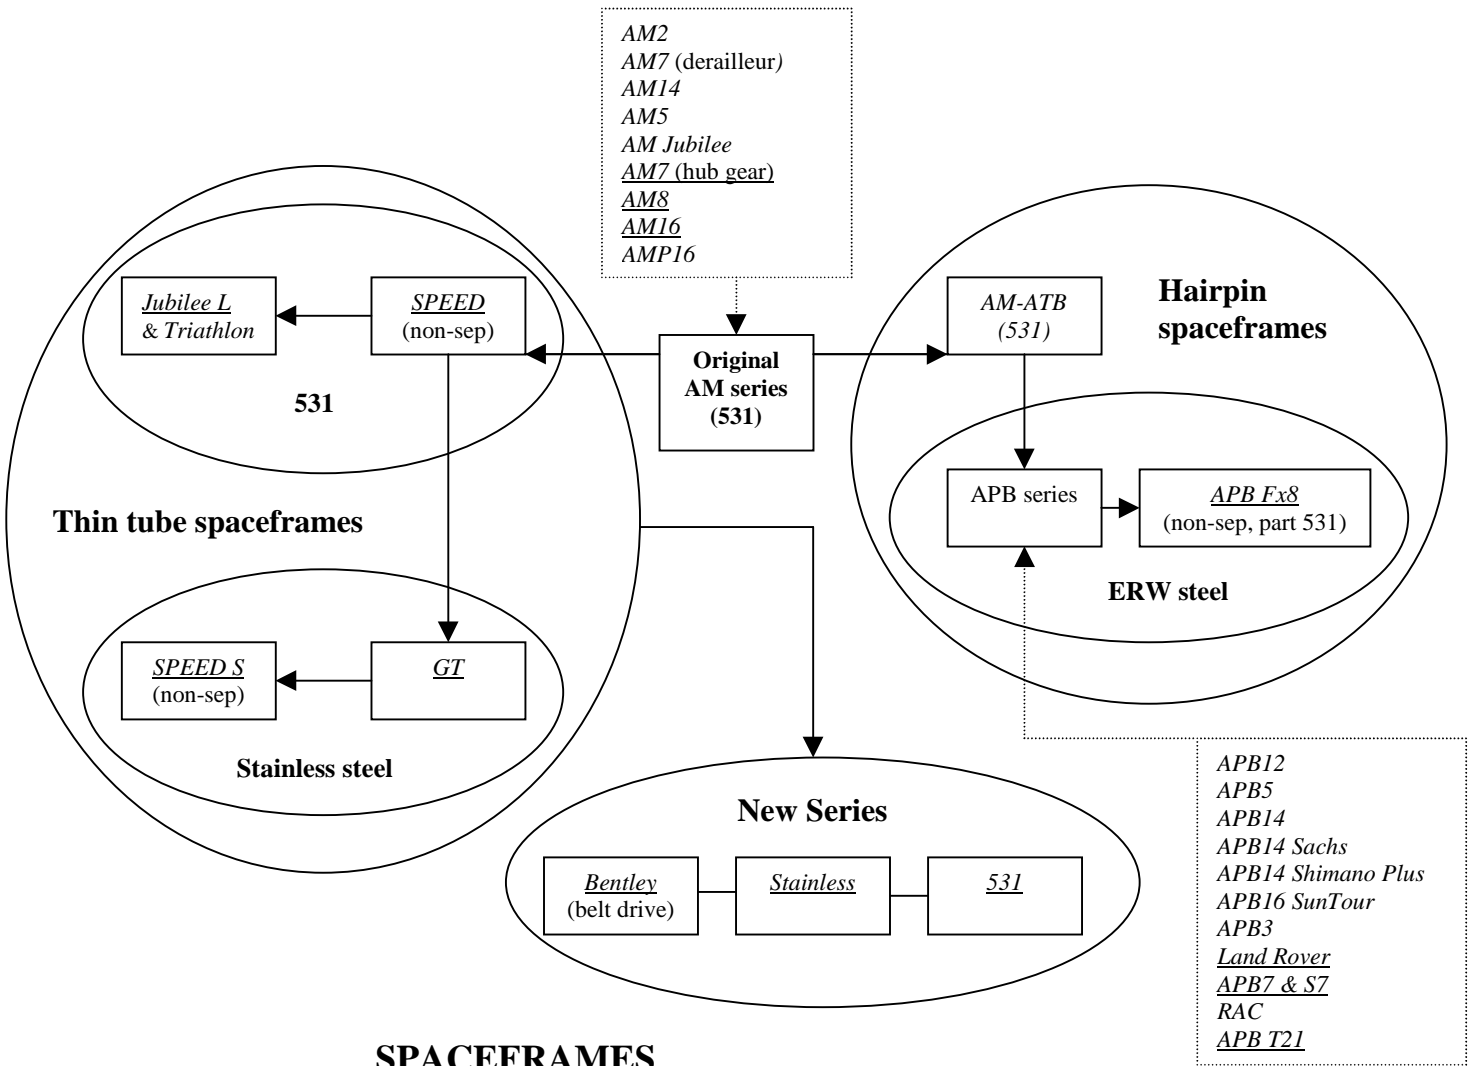 AM2
AM7 (derailleur)
AM14
AM5
AM Jubilee
AM7 (hub gear)
AM8
AM16
AMP16
Jubilee L
& Triathlon
SPEED
(non-sep)
531
Original
AM series
(531)
AM-ATB
(531)
Hairpin
spaceframes
Thin tube spaceframes
APB series
APB Fx8
(non-sep, part 531)
ERW steel
SPEED S
(non-sep)
GT
Stainless steel
New Series
Bentley
(belt drive)
Stainless
531
APB12
APB5
APB14
APB14 Sachs
APB14 Shimano Plus
APB16 SunTour
APB3
Land Rover
APB7 & S7
RAC
APB T21
SPACEFRAMES